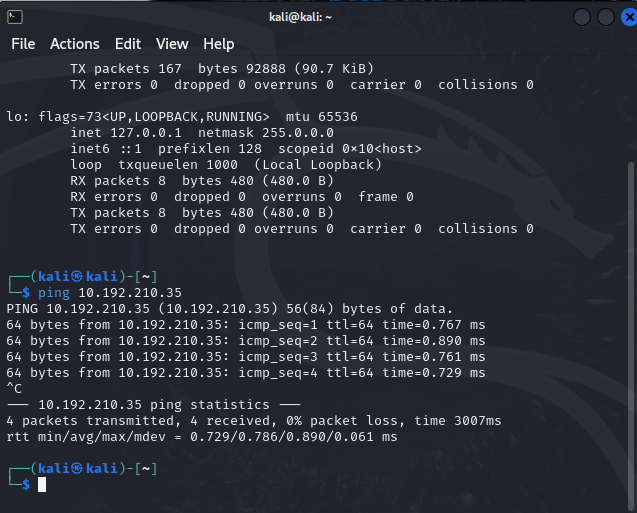 kali@kali: ~
File Actions Edit View Help
TX packets 167  bytes 92888 (90.7 KiB)
TX errors 0  dropped 0 overruns 0  carrier 0  collisions 0
lo: flags=73<UP,LOOPBACK,RUNNING>  mtu 65536
inet 127.0.0.1  netmask 255.0.0.0
inet6 ::1  prefixlen 128  scopeid 0×10<host>
loop  txqueuelen 1000  (Local Loopback)
RX packets 8  bytes 480 (480.0 B)
RX errors 0  dropped 0  overruns 0  frame 0
TX packets 8  bytes 480 (480.0 B)
TX errors 0  dropped 0 overruns 0  carrier 0  collisions 0
┌──(kali㉿kali)-[~]
└─$ ping 10.192.210.35
PING 10.192.210.35 (10.192.210.35) 56(84) bytes of data.
64 bytes from 10.192.210.35: icmp_seq=1 ttl=64 time=0.767 ms
64 bytes from 10.192.210.35: icmp_seq=2 ttl=64 time=0.890 ms
64 bytes from 10.192.210.35: icmp_seq=3 ttl=64 time=0.761 ms
64 bytes from 10.192.210.35: icmp_seq=4 ttl=64 time=0.729 ms
^C
--- 10.192.210.35 ping statistics ---
4 packets transmitted, 4 received, 0% packet loss, time 3007ms
rtt min/avg/max/mdev = 0.729/0.786/0.890/0.061 ms
┌──(kali㉿kali)-[~]
└─$